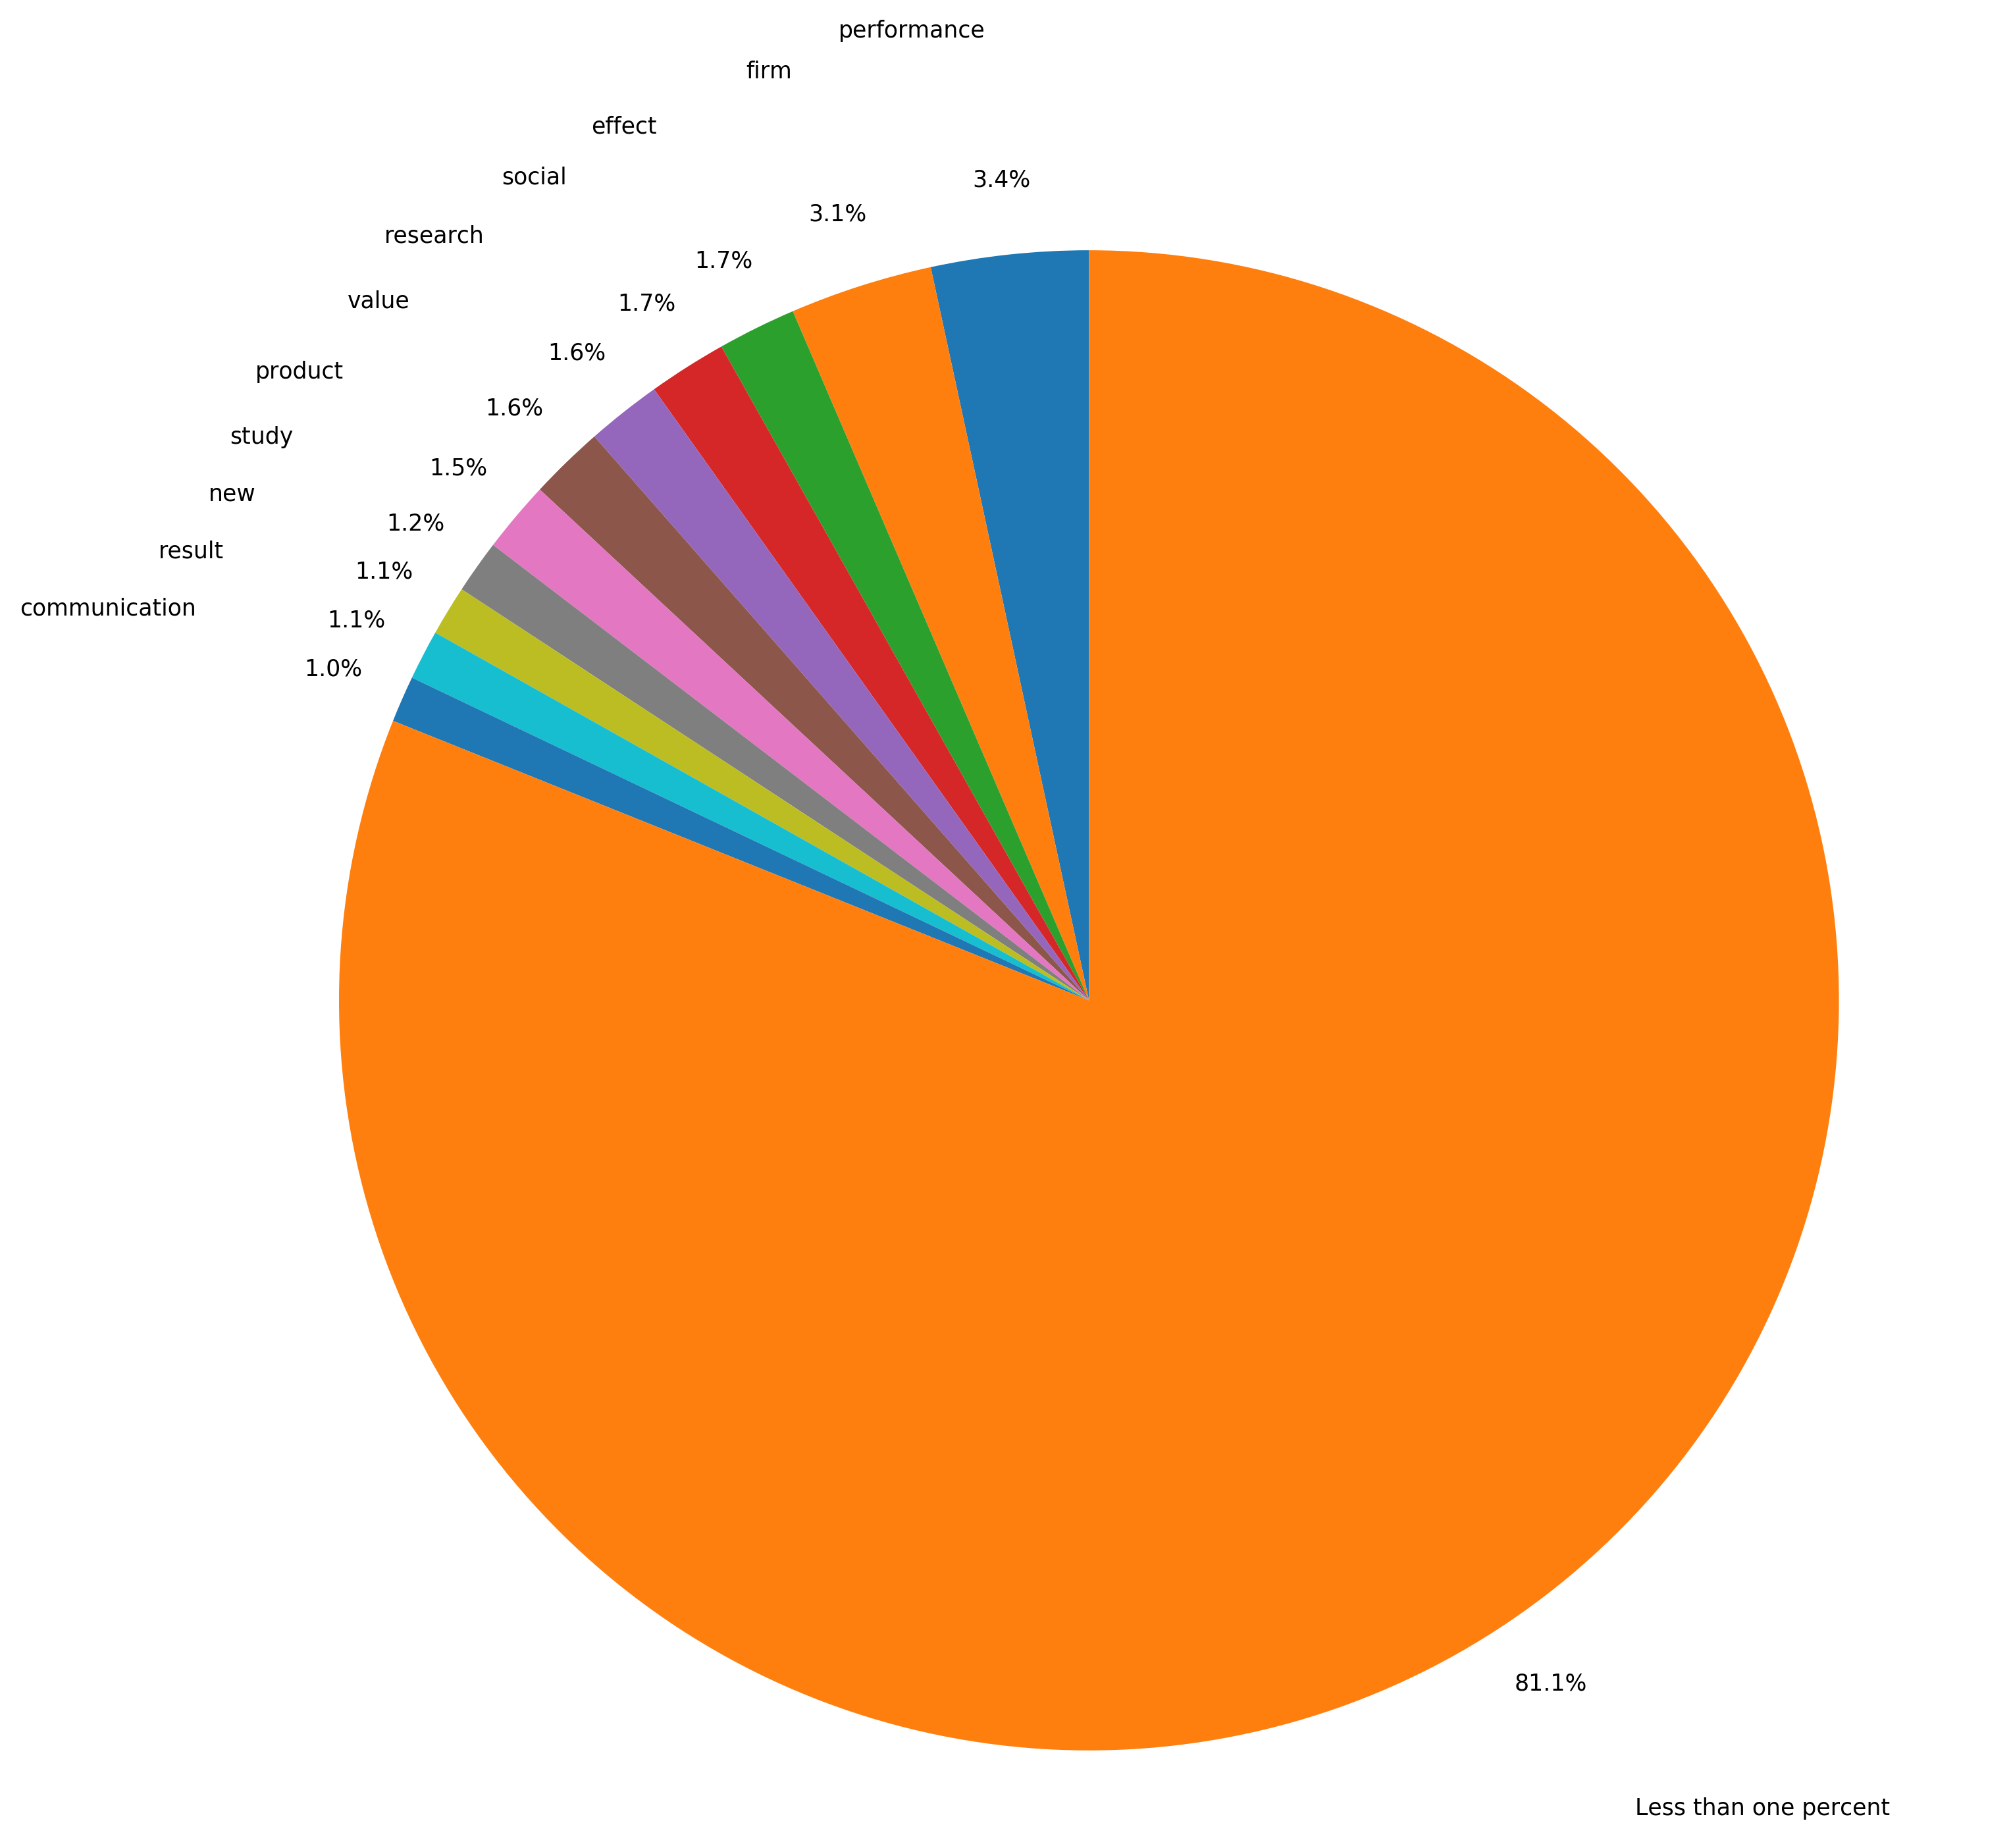 performance
firm
effect
social
3.4%
3.1%
research
1.7%
value
1.7%
1.6%
product
1.6%
study
1.5%
new
1.2%
result
1.1%
communication
1.1%
1.0%
81.1%
Less than one percent